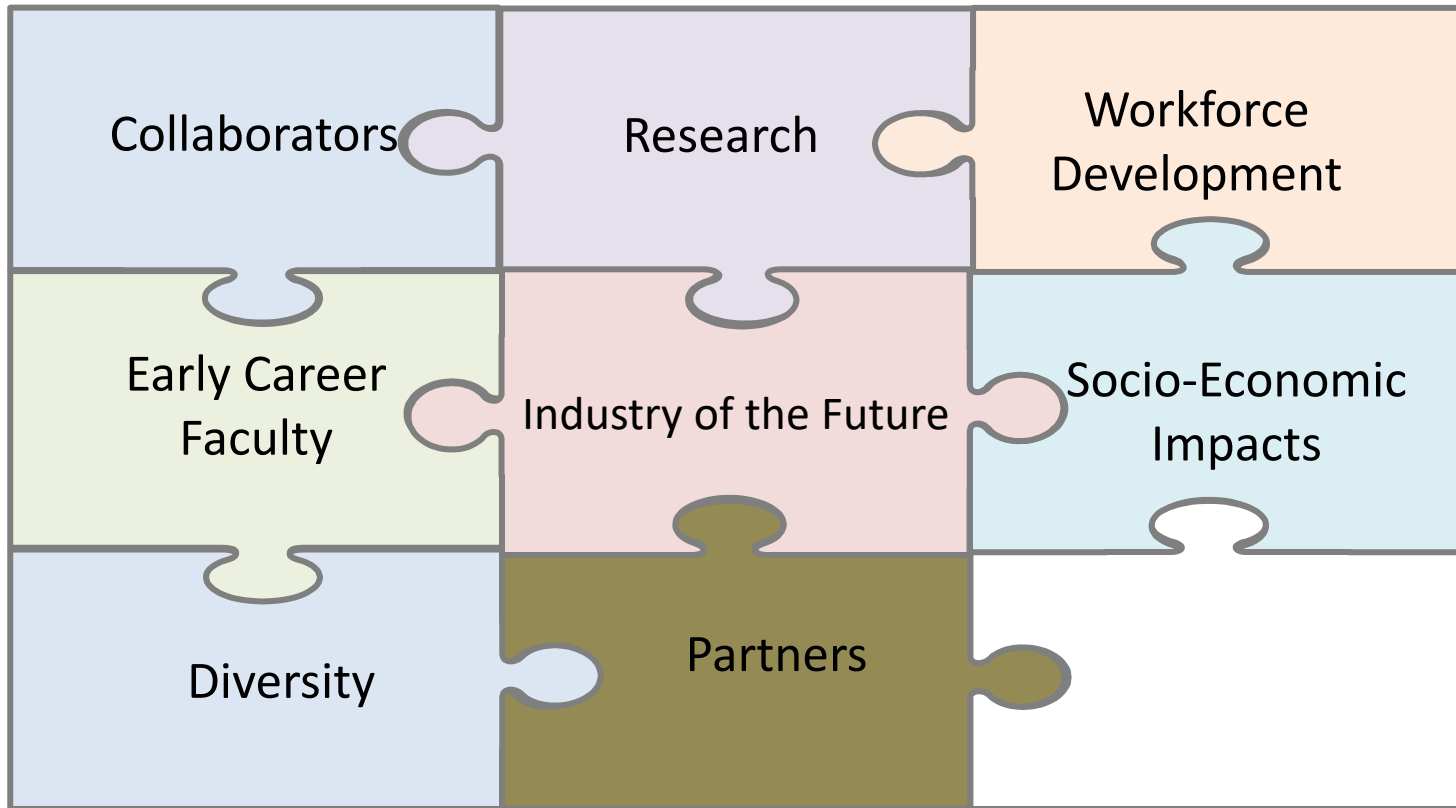 Collaborators
Research
Workforce
Development
Early Career
Faculty
Industry of the Future
Socio-Economic
Impacts
Diversity
Partners